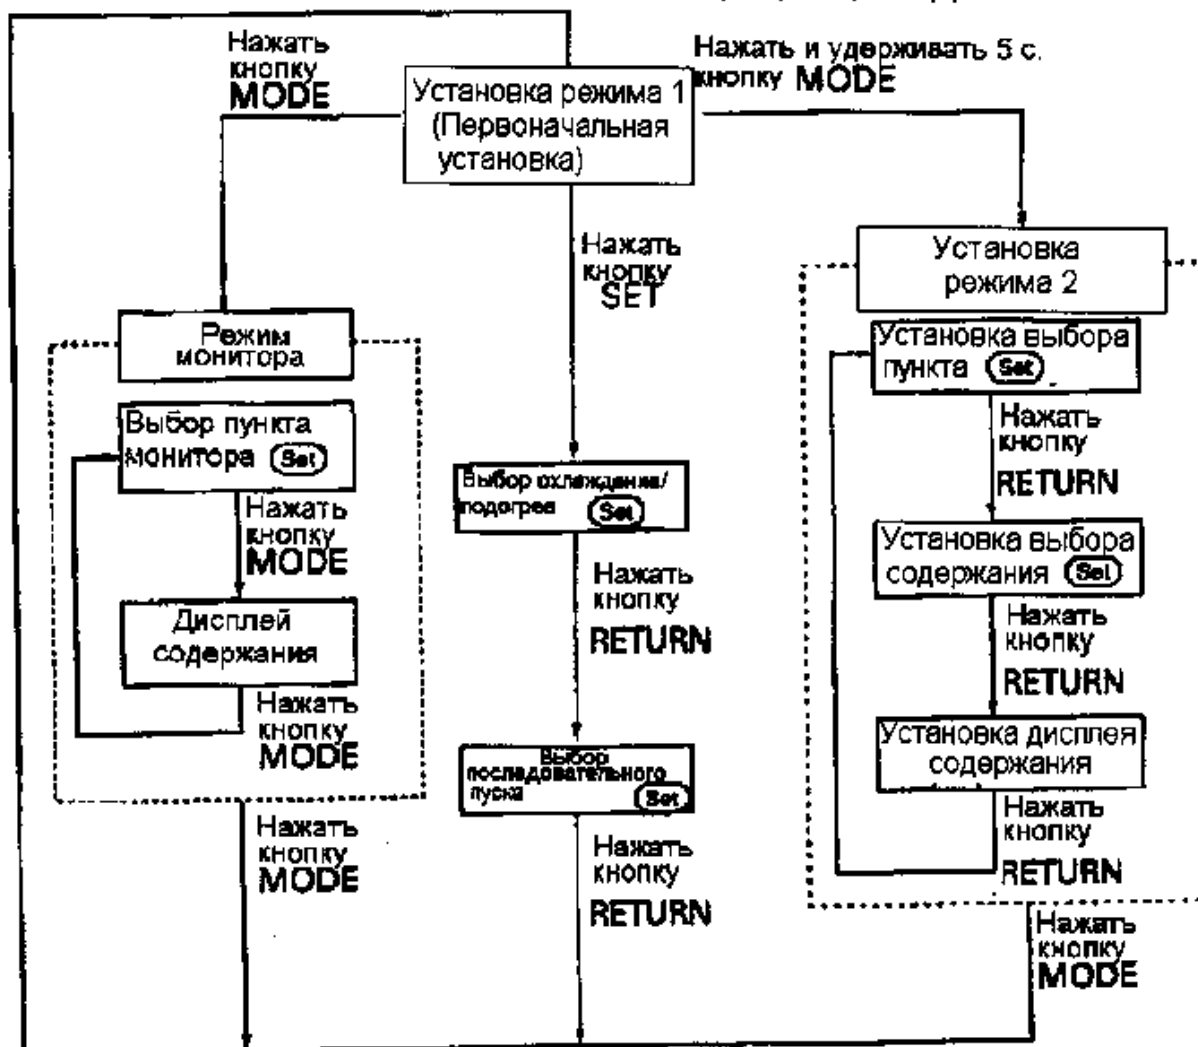 Нажать
кнопку
MODE
Нажать и удерживать 5 с.
кнопку MODE
Установка режима 1
(Первоначальная
установка)
Нажать
кнопку
SET
Установка
режима 2
Режим
монитора
Установка выбора
пункта Set
Выбор пункта
монитора Set
Нажать
кнопку
RETURN
Выбор охлаждение/
подогрев Set
Нажать
кнопку
MODE
Установка выбора
содержания Set
Нажать
кнопку
RETURN
Дисплей
содержания
Нажать
кнопку
RETURN
Нажать
кнопку
MODE
Установка дисплея
содержания
Выбор
последовательного
пуска Set
Нажать
кнопку
RETURN
Нажать
кнопку
MODE
Нажать
кнопку
RETURN
Нажать
кнопку
MODE